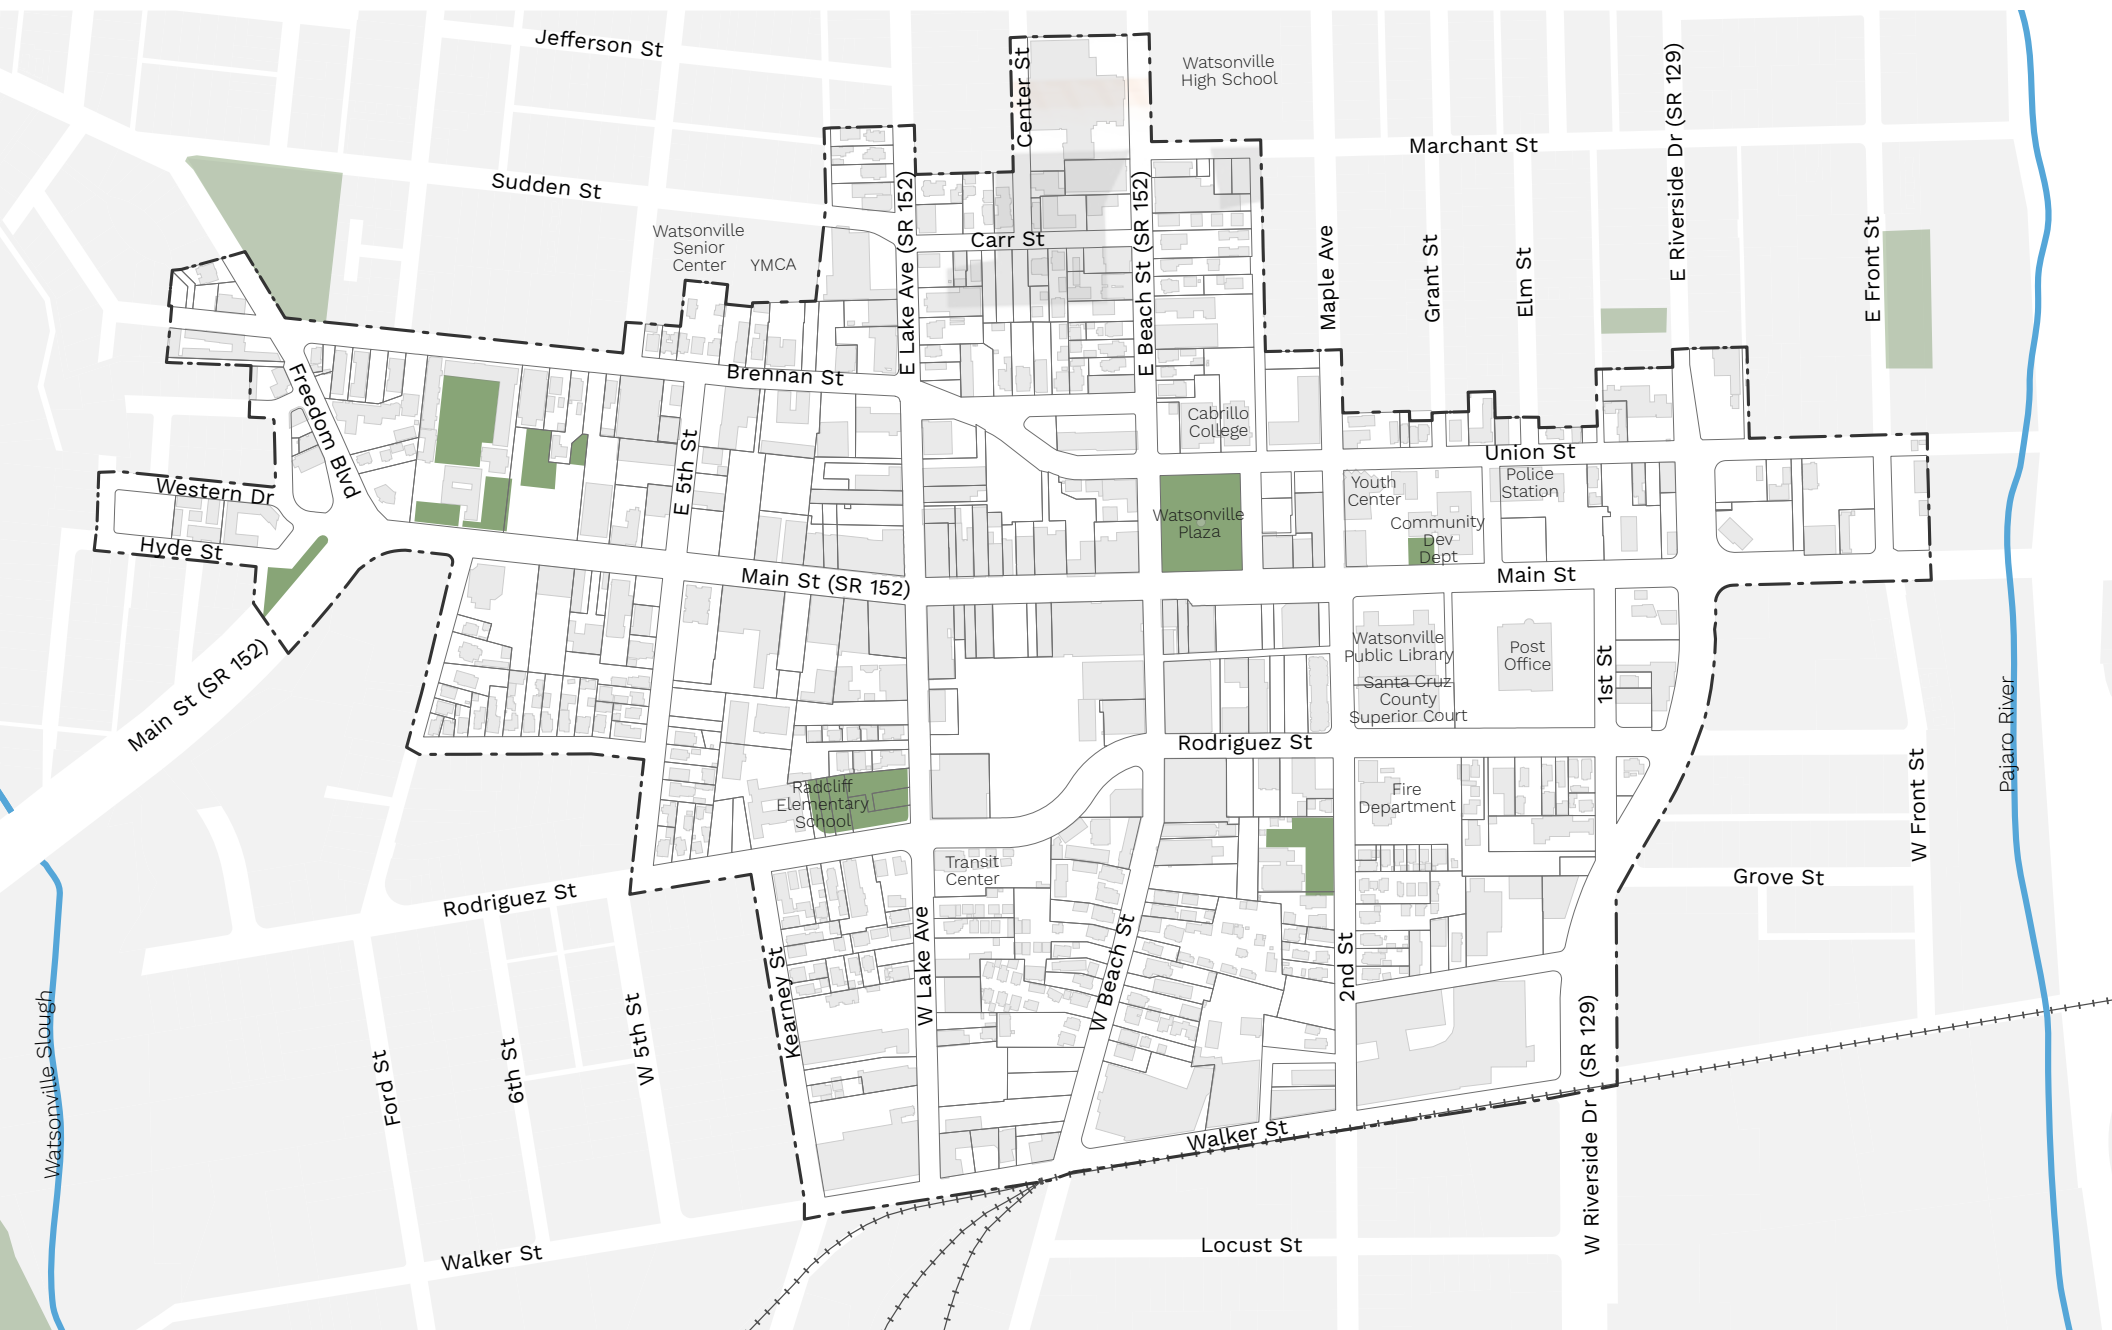 Jefferson St
Center St
Watsonville
High School
E Riverside Dr (SR 129)
Marchant St
Sudden St
E Lake Ave (SR 152)
E Beach St (SR 152)
Watsonville
Senior
Center
YMCA
Carr St
Maple Ave
Grant St
Elm St
E Front St
Brennan St
Freedom Blvd
Cabrillo
College
Union St
E 5th St
Western Dr
Youth
Center
Police
Station
Watsonville
Plaza
Community
Dev
Dept
Hyde St
Main St (SR 152)
Main St
Main St (SR 152)
Watsonville
Public Library
Post
Office
1st St
Santa Cruz
County
Superior Court
Pajaro River
Rodriguez St
W Front St
Radcliff
Elementary
School
Fire
Department
Transit
Center
Grove St
Rodriguez St
W Lake Ave
W Beach St
2nd St
Kearney St
Watsonville Slough
W 5th St
6th St
Ford St
W Riverside Dr (SR 129)
Walker St
Walker St
Locust St